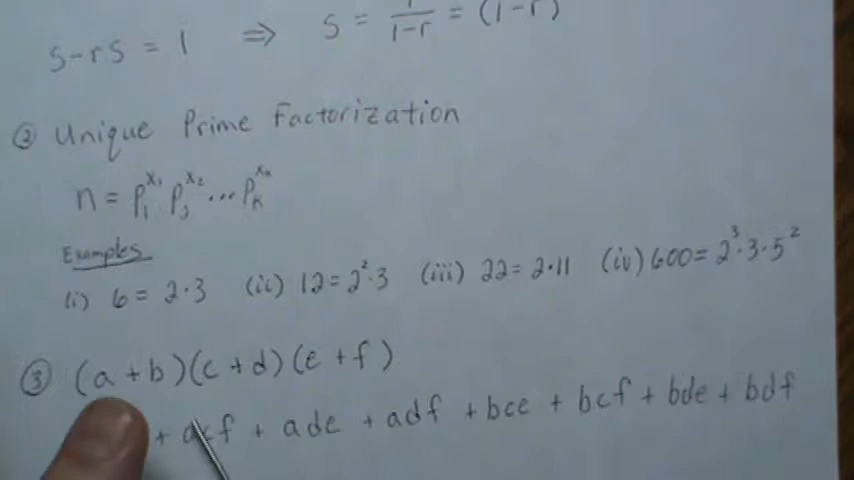 S-rS = 1 ⇒ S = 1/(1-r) = (1-r)
② Unique Prime Factorization
n = p₁^x₁ p₂^x₂ ... pₖ^xₖ
Examples
(i) 6 = 2·3 (ii) 12 = 2²·3 (iii) 22 = 2·11 (iv) 600 = 2³·3·5²
③ (a+b)(c+d)(e+f)
+ acf + ade + adf + bce + bcf + bde + bdf